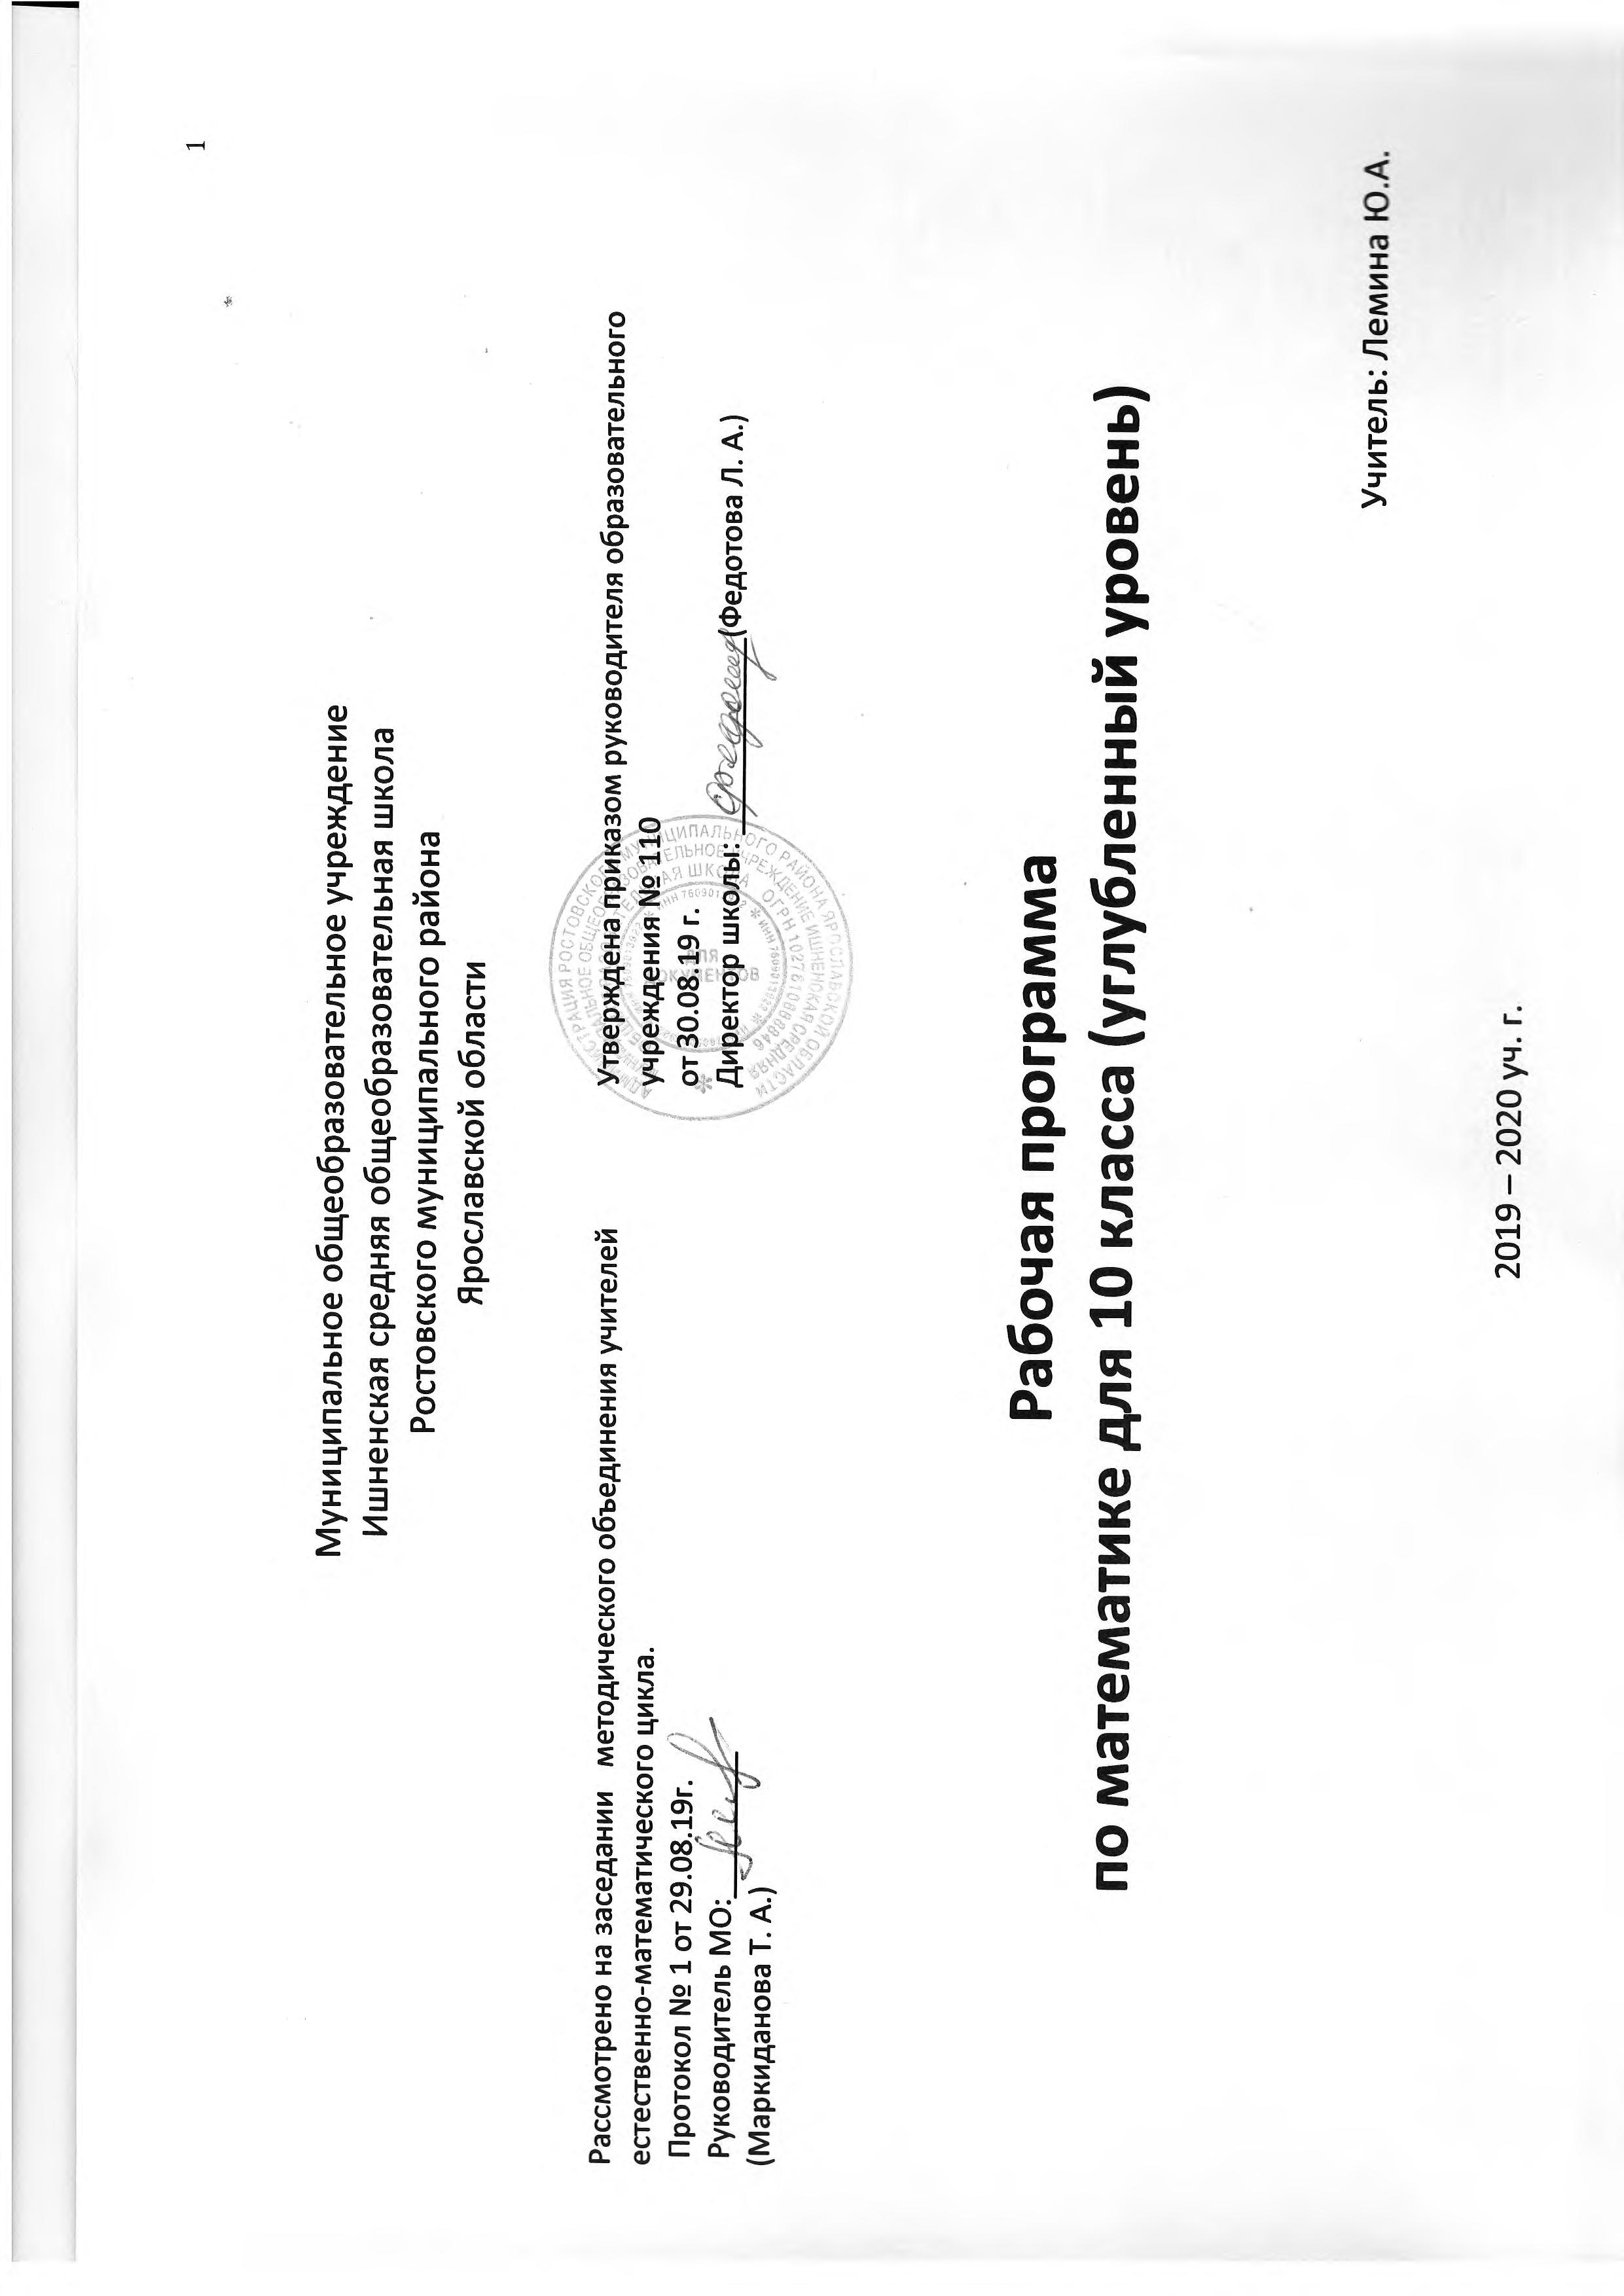 1
Муниципальное общеобразовательное учреждение
Ишненская средняя общеобразовательная школа
Ростовского муниципального района
Ярославской области
Рассмотрено на заседании методического объединения учителей
естественно-математического цикла.
Протокол № 1 от 29.08.19г.
Руководитель МО:
(Маркиданова Т. А.)
Утверждена приказом руководителя образовательного
учреждения № 110
от 30.08.19 г.
Директор школы: (Федотова Л. А.)
ДЛЯ
ДОКУМЕНТОВ
Рабочая программа
по математике для 10 класса (углубленный уровень)
Учитель: Лемина Ю.А.
2019 – 2020 уч. г.